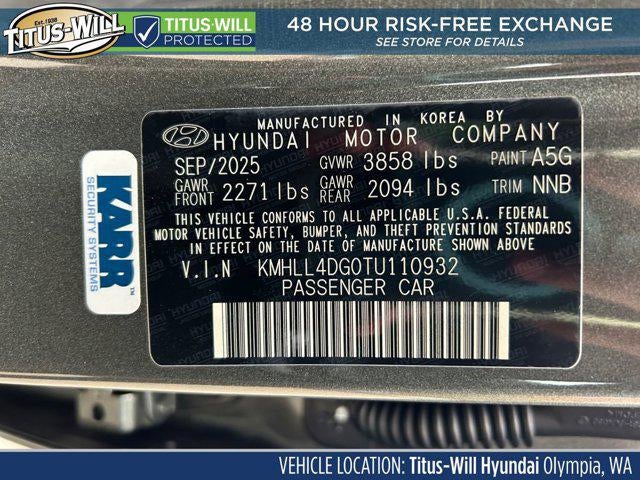 Est. 1938
TITUS-WILL
TITUS-WILL
PROTECTED
48 HOUR RISK-FREE EXCHANGE
SEE STORE FOR DETAILS
MANUFACTURED IN KOREA BY
HYUNDAI MOTOR COMPANY
SEP/2025 GVWR 3858 lbs PAINT A5G
GAWR FRONT 2271 lbs GAWR REAR 2094 lbs TRIM NNB
THIS VEHICLE CONFORMS TO ALL APPLICABLE U.S.A. FEDERAL
MOTOR VEHICLE SAFETY, BUMPER, AND THEFT PREVENTION STANDARDS
IN EFFECT ON THE DATE OF MANUFACTURE SHOWN ABOVE.
V.I.N KMHLL4DG0TU110932
PASSENGER CAR
KARR™
SECURITY SYSTEMS
VEHICLE LOCATION: Titus-Will Hyundai Olympia, WA